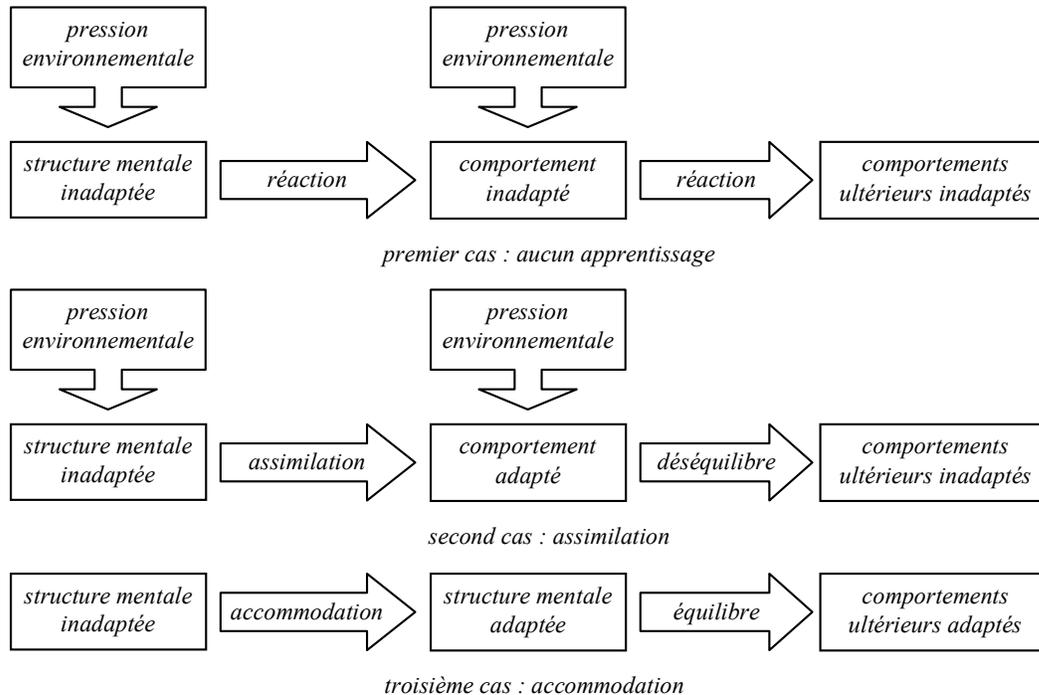 pression
environnementale
pression
environnementale
structure mentale
inadaptée
réaction
comportement
inadapté
réaction
comportements
ultérieurs inadaptés
premier cas : aucun apprentissage
pression
environnementale
pression
environnementale
structure mentale
inadaptée
assimilation
comportement
adapté
déséquilibre
comportements
ultérieurs inadaptés
second cas : assimilation
structure mentale
inadaptée
accommodation
structure mentale
adaptée
équilibre
comportements
ultérieurs adaptés
troisième cas : accommodation